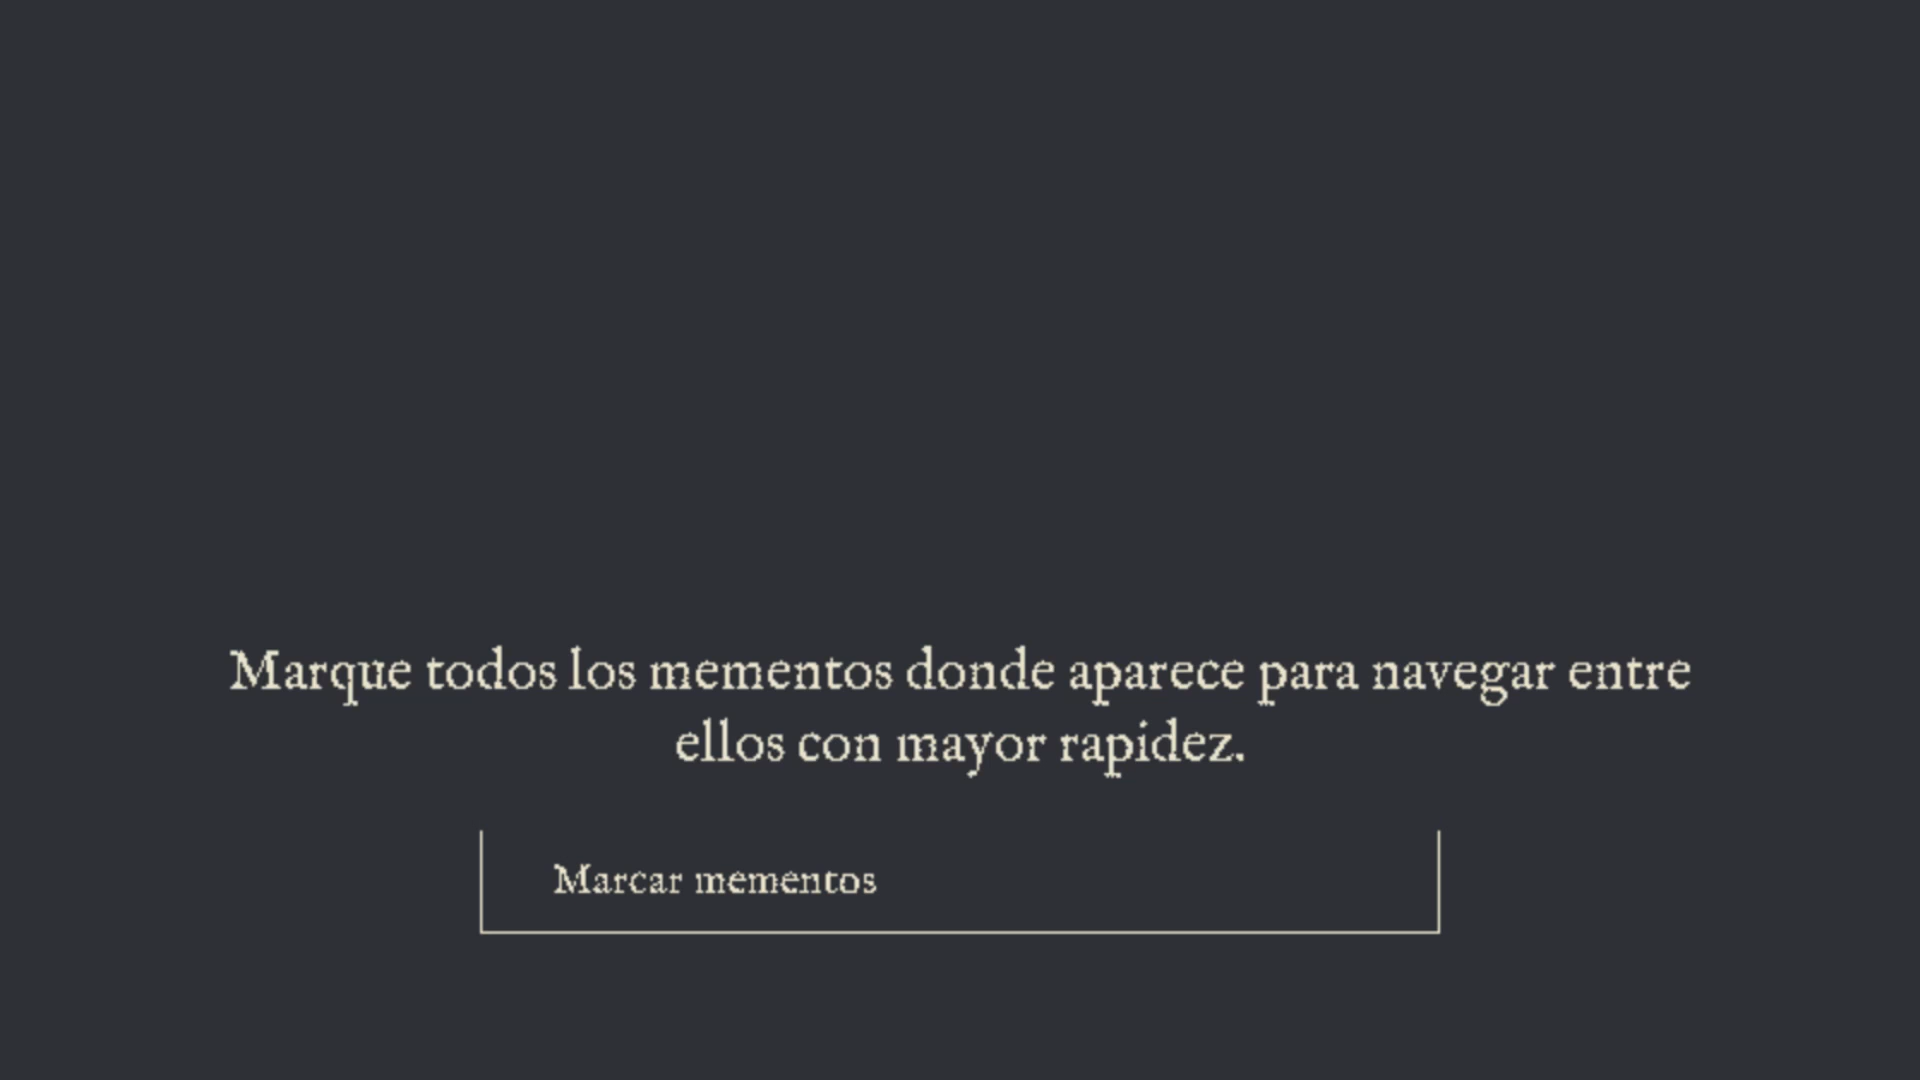 Marque todos los mementos donde aparece para navegar entre
ellos con mayor rapidez.
Marcar mementos